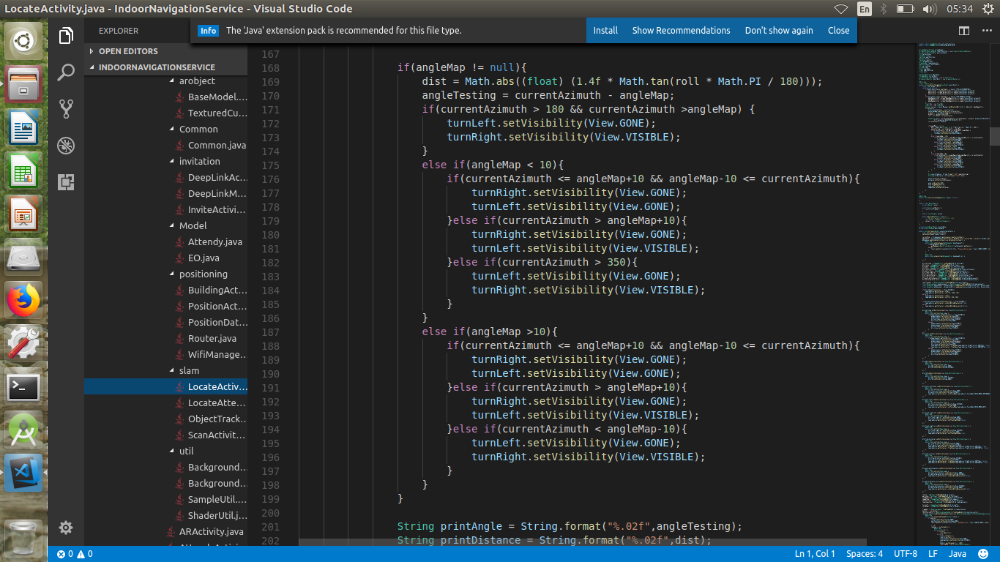 LocateActivity.java - IndoorNavigationService - Visual Studio Code
En
05:34
EXPLORER
Info The 'Java' extension pack is recommended for this file type.
Install Show Recommendations Don't show again Close
OPEN EDITORS
INDOORNAVIGATIONSERVICE
arobject
BaseModel....
TexturedCu...
Common
Common.java
invitation
DeepLinkAc...
DeepLinkM...
InviteActivi...
Model
Attendy.java
EO.java
positioning
BuildingAct...
PositionAct...
PositionDat...
Router.java
WifiManage...
slam
LocateActiv...
LocateAtte...
ObjectTrack...
ScanActivit...
util
Background...
Background...
SampleUtil....
ShaderUtil.j...
ARActivity.java
167
168 if(angleMap != null){
169 dist = Math.abs((float) (1.4f * Math.tan(roll * Math.PI / 180)));
170 angleTesting = currentAzimuth - angleMap;
171 if(currentAzimuth > 180 && currentAzimuth >angleMap) {
172 turnLeft.setVisibility(View.GONE);
173 turnRight.setVisibility(View.VISIBLE);
174 }
175 else if(angleMap < 10){
176 if(currentAzimuth <= angleMap+10 && angleMap-10 <= currentAzimuth){
177 turnRight.setVisibility(View.GONE);
178 turnLeft.setVisibility(View.GONE);
179 }else if(currentAzimuth > angleMap+10){
180 turnRight.setVisibility(View.GONE);
181 turnLeft.setVisibility(View.VISIBLE);
182 }else if(currentAzimuth > 350){
183 turnLeft.setVisibility(View.GONE);
184 turnRight.setVisibility(View.VISIBLE);
185 }
186 }
187 else if(angleMap >10){
188 if(currentAzimuth <= angleMap+10 && angleMap-10 <= currentAzimuth){
189 turnRight.setVisibility(View.GONE);
190 turnLeft.setVisibility(View.GONE);
191 }else if(currentAzimuth > angleMap+10){
192 turnRight.setVisibility(View.GONE);
193 turnLeft.setVisibility(View.VISIBLE);
194 }else if(currentAzimuth < angleMap-10){
195 turnLeft.setVisibility(View.GONE);
196 turnRight.setVisibility(View.VISIBLE);
197 }
198 }
199 }
200
201 String printAngle = String.format("%.02f",angleTesting);
202 String printDistance = String.format("%.02f",dist);
0 0
Ln 1, Col 1 Spaces: 4 UTF-8 LF Java